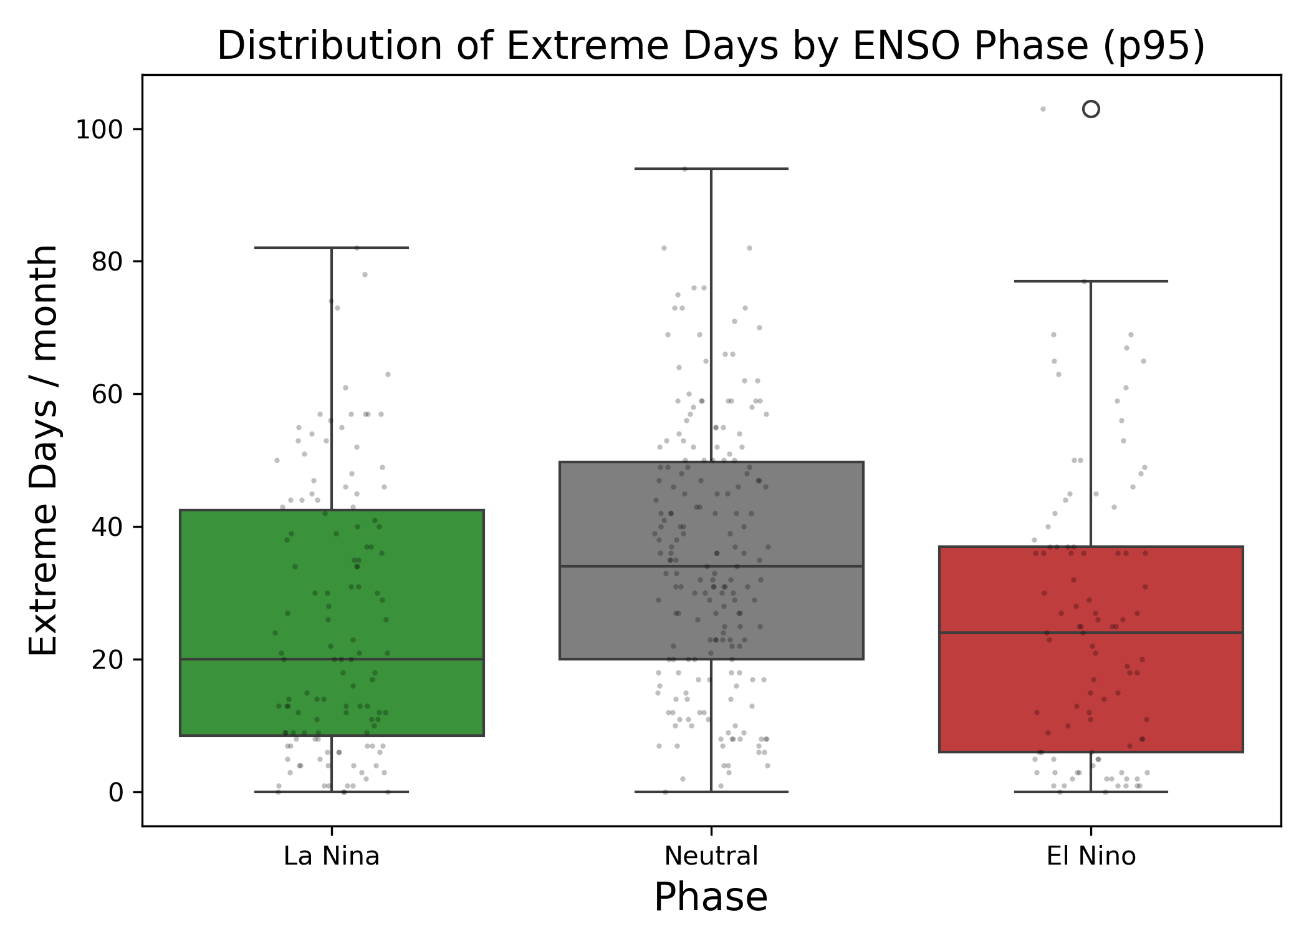 Distribution of Extreme Days by ENSO Phase (p95)
Extreme Days / month
100
80
60
40
20
0
La Nina
Neutral
El Nino
Phase